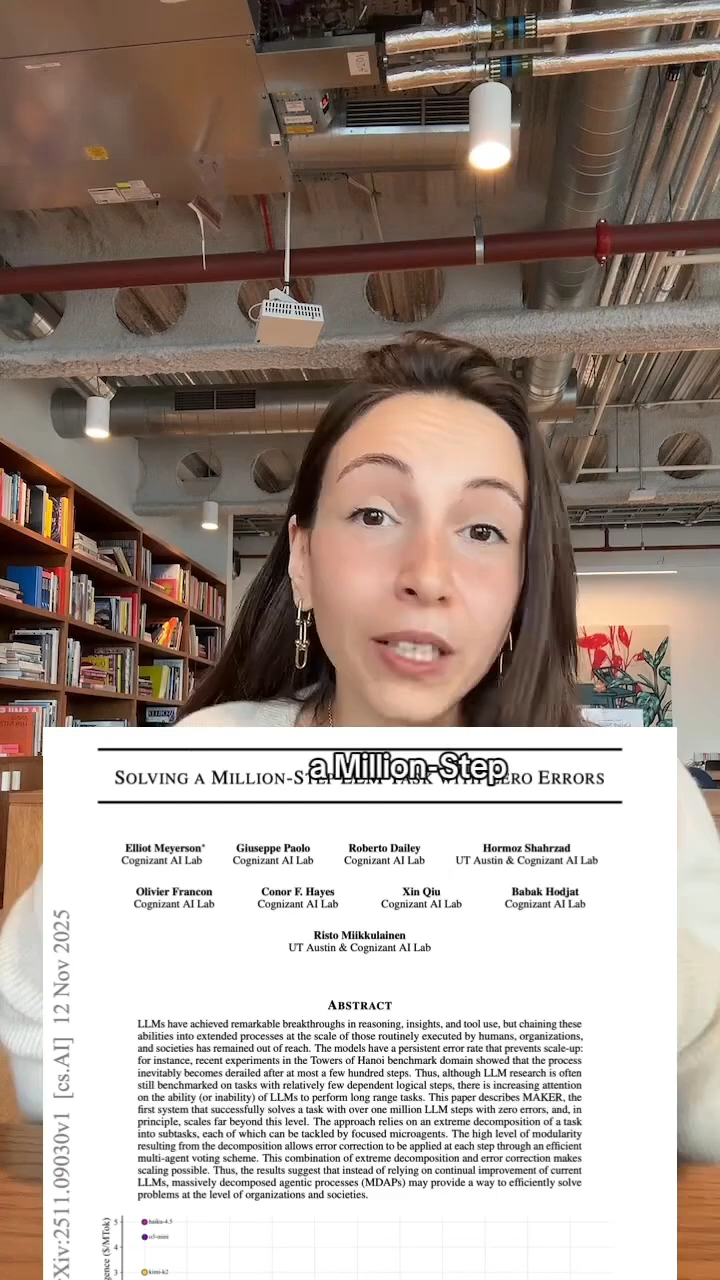 SOLVING A MILLION-STEP LLM TASK WITH ZERO ERRORS
a Million-Step
Elliot Meyerson* Giuseppe Paolo Roberto Dailey Hormoz Shahrzad
Cognizant AI Lab Cognizant AI Lab Cognizant AI Lab UT Austin & Cognizant AI Lab
Olivier Francon Conor F. Hayes Xin Qiu Babak Hodjat
Cognizant AI Lab Cognizant AI Lab Cognizant AI Lab Cognizant AI Lab
Risto Miikkulainen
UT Austin & Cognizant AI Lab
ABSTRACT
LLMs have achieved remarkable breakthroughs in reasoning, insights, and tool use, but chaining these
abilities into extended processes at the scale of those routinely executed by humans, organizations,
and societies has remained out of reach. The models have a persistent error rate that prevents scale-up:
for instance, recent experiments in the Towers of Hanoi benchmark domain showed that the process
inevitably becomes derailed after at most a few hundred steps. Thus, although LLM research is often
still benchmarked on tasks with relatively few dependent logical steps, there is increasing attention
on the ability (or inability) of LLMs to perform long range tasks. This paper describes MAKER, the
first system that successfully solves a task with over one million LLM steps with zero errors, and, in
principle, scales far beyond this level. The approach relies on an extreme decomposition of a task
into subtasks, each of which can be tackled by focused microagents. The high level of modularity
resulting from the decomposition allows error correction to be applied at each step through an efficient
multi-agent voting scheme. This combination of extreme decomposition and error correction makes
scaling possible. Thus, the results suggest that instead of relying on continual improvement of current
LLMs, massively decomposed agentic processes (MDAPs) may provide a way to efficiently solve
problems at the level of organizations and societies.
Xiv:2511.09030v1 [cs.AI] 12 Nov 2025
gence ($/MTok)
5 haiku-4.5
o3-mini
4
3 kimi-k2